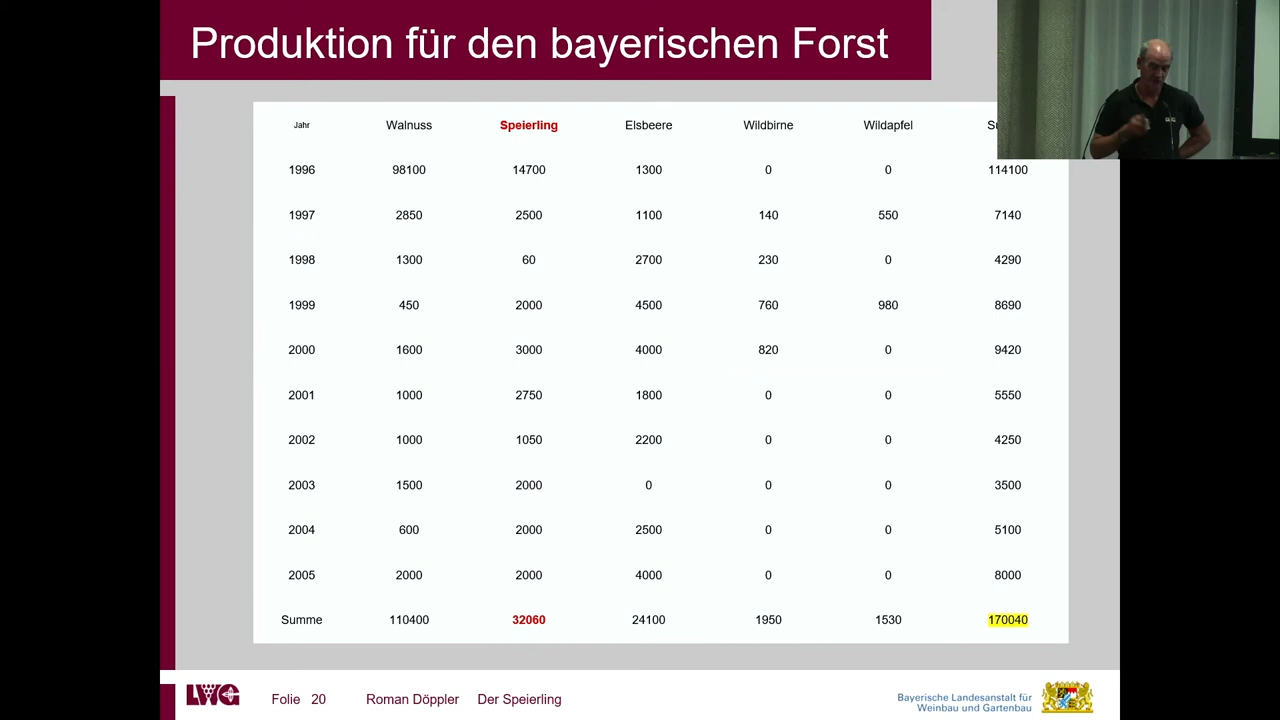 Produktion für den bayerischen Forst
Jahr Walnuss Speierling Elsbeere Wildbirne Wildapfel
1996 98100 14700 1300 0 0 114100
1997 2850 2500 1100 140 550 7140
1998 1300 60 2700 230 0 4290
1999 450 2000 4500 760 980 8690
2000 1600 3000 4000 820 0 9420
2001 1000 2750 1800 0 0 5550
2002 1000 1050 2200 0 0 4250
2003 1500 2000 0 0 0 3500
2004 600 2000 2500 0 0 5100
2005 2000 2000 4000 0 0 8000
Summe 110400 32060 24100 1950 1530 170040
LWG Folie 20 Roman Döppler Der Speierling
Bayerische Landesanstalt für
Weinbau und Gartenbau